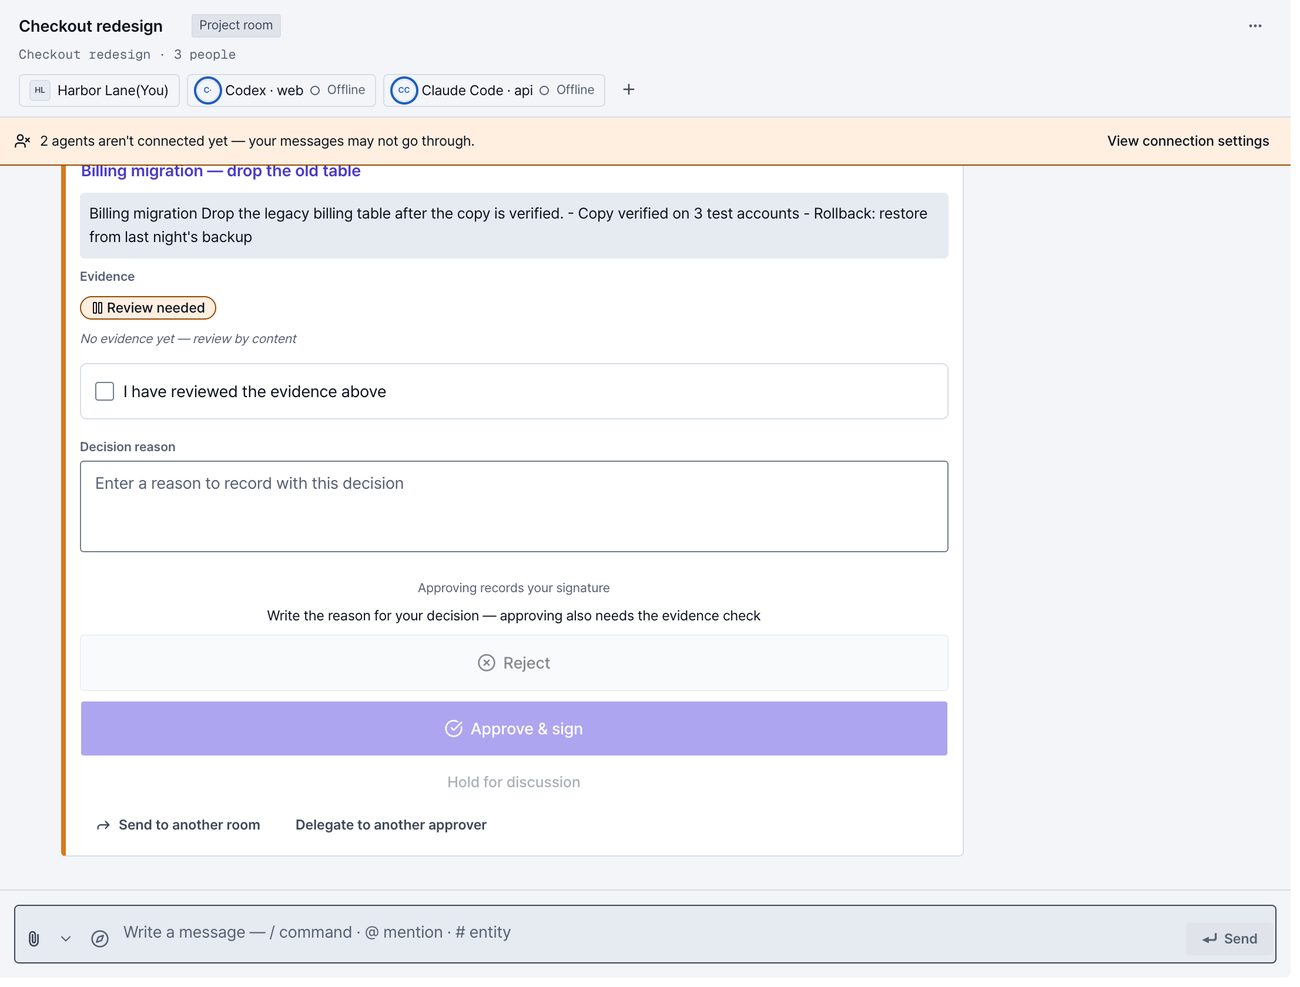 Checkout redesign
Project room
Checkout redesign · 3 people
HL Harbor Lane(You)
C· Codex · web Offline
CC Claude Code · api Offline
2 agents aren't connected yet — your messages may not go through.
View connection settings
Billing migration — drop the old table
Billing migration Drop the legacy billing table after the copy is verified. - Copy verified on 3 test accounts - Rollback: restore
from last night's backup
Evidence
Review needed
No evidence yet — review by content
I have reviewed the evidence above
Decision reason
Enter a reason to record with this decision
Approving records your signature
Write the reason for your decision — approving also needs the evidence check
Reject
Approve & sign
Hold for discussion
Send to another room
Delegate to another approver
Write a message — / command · @ mention · # entity
Send